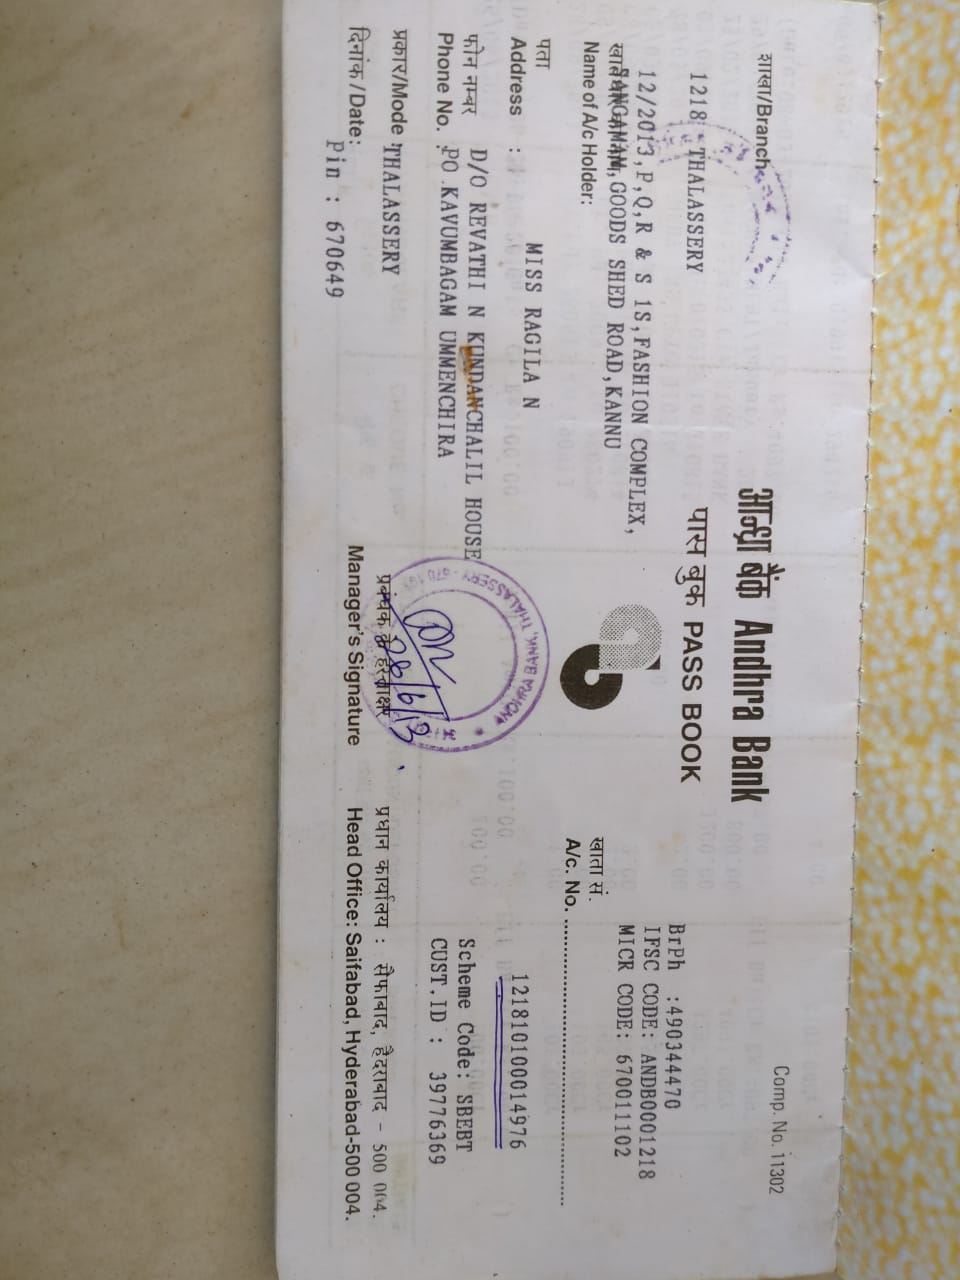 Comp. No. 11302
आन्ध्रा बैंक Andhra Bank
पास बुक PASS BOOK
शाखा/Branch
1218 THALASSERY
12/2013,P,Q,R & S 1S,FASHION COMPLEX,
SANGAMAM,GOODS SHED ROAD,KANNU
Name of A/c Holder:
BrPh :490344470
IFSC CODE: ANDB0001218
MICR CODE: 670011102
खाता सं.
A/c. No.
MISS RAGILA N
121810100014976
पता
Address :
D/O REVATHI N KUNDANCHALIL HOUSE
Scheme Code: SBEBT
फोन नम्बर
Phone No. :
PO KAVUMBAGAM UMMENCHIRA
CUST.ID : 39776369
प्रकार/Mode :
THALASSERY
दिनांक/Date:
Pin : 670649
ANDHRA BANK, THALASSERY
28/6/13
प्रबंधक के हस्ताक्षर
Manager's Signature
प्रधान कार्यालय : सैफाबाद, हैदराबाद - 500 004.
Head Office: Saifabad, Hyderabad-500 004.